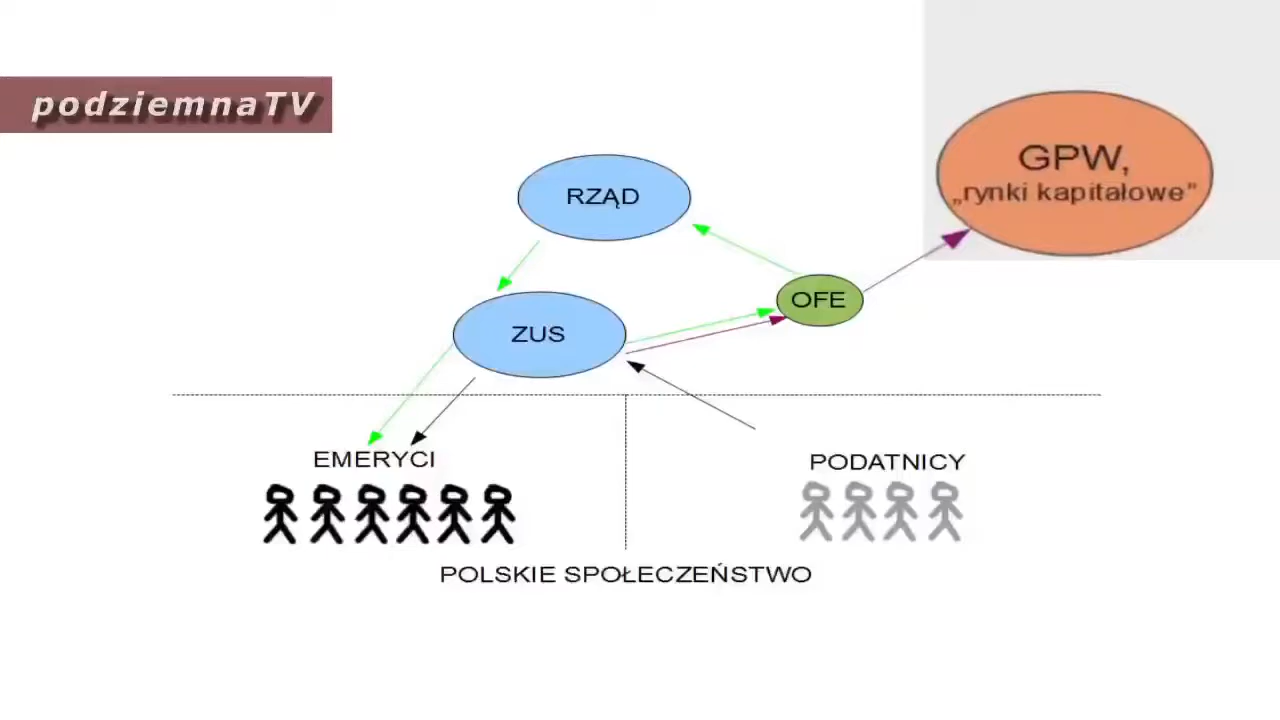 podziemnaTV
GPW,
„rynki kapitałowe”
RZĄD
OFE
ZUS
EMERYCI
PODATNICY
POLSKIE SPOŁECZEŃSTWO